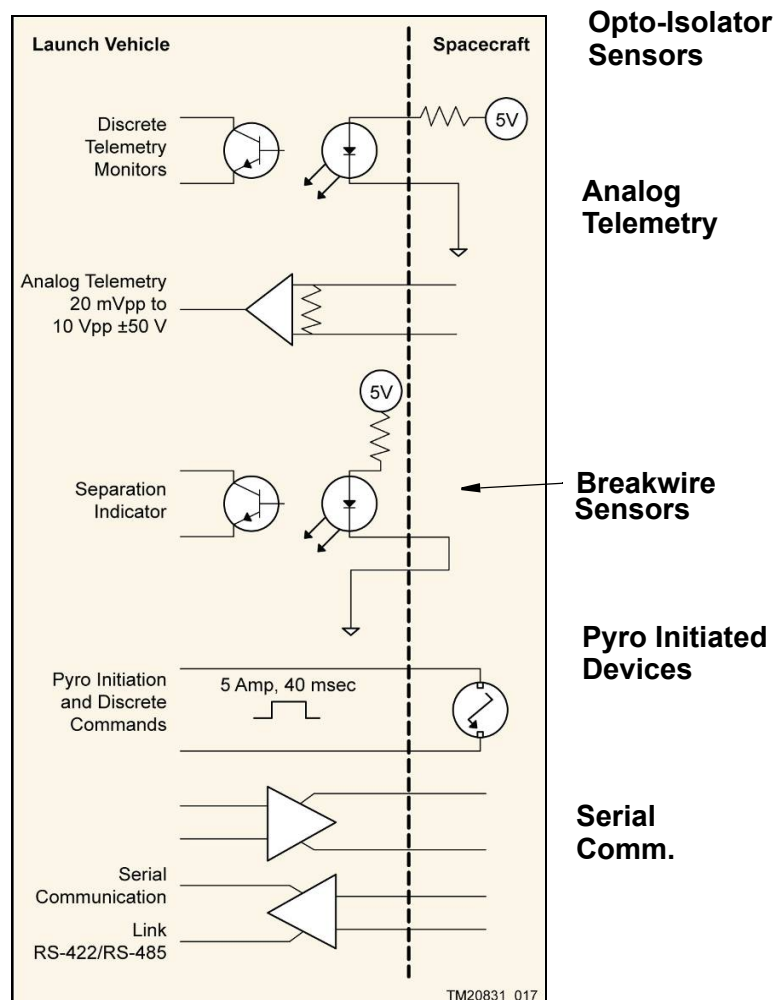 Launch Vehicle
Spacecraft
Opto-Isolator
Sensors
Discrete
Telemetry
Monitors
5V
Analog
Telemetry
Analog Telemetry
20 mVpp to
10 Vpp ±50 V
5V
Separation
Indicator
Breakwire
Sensors
Pyro Initiated
Devices
Pyro Initiation
and Discrete
Commands
5 Amp, 40 msec
Serial
Comm.
Serial
Communication
Link
RS-422/RS-485
TM20831_017